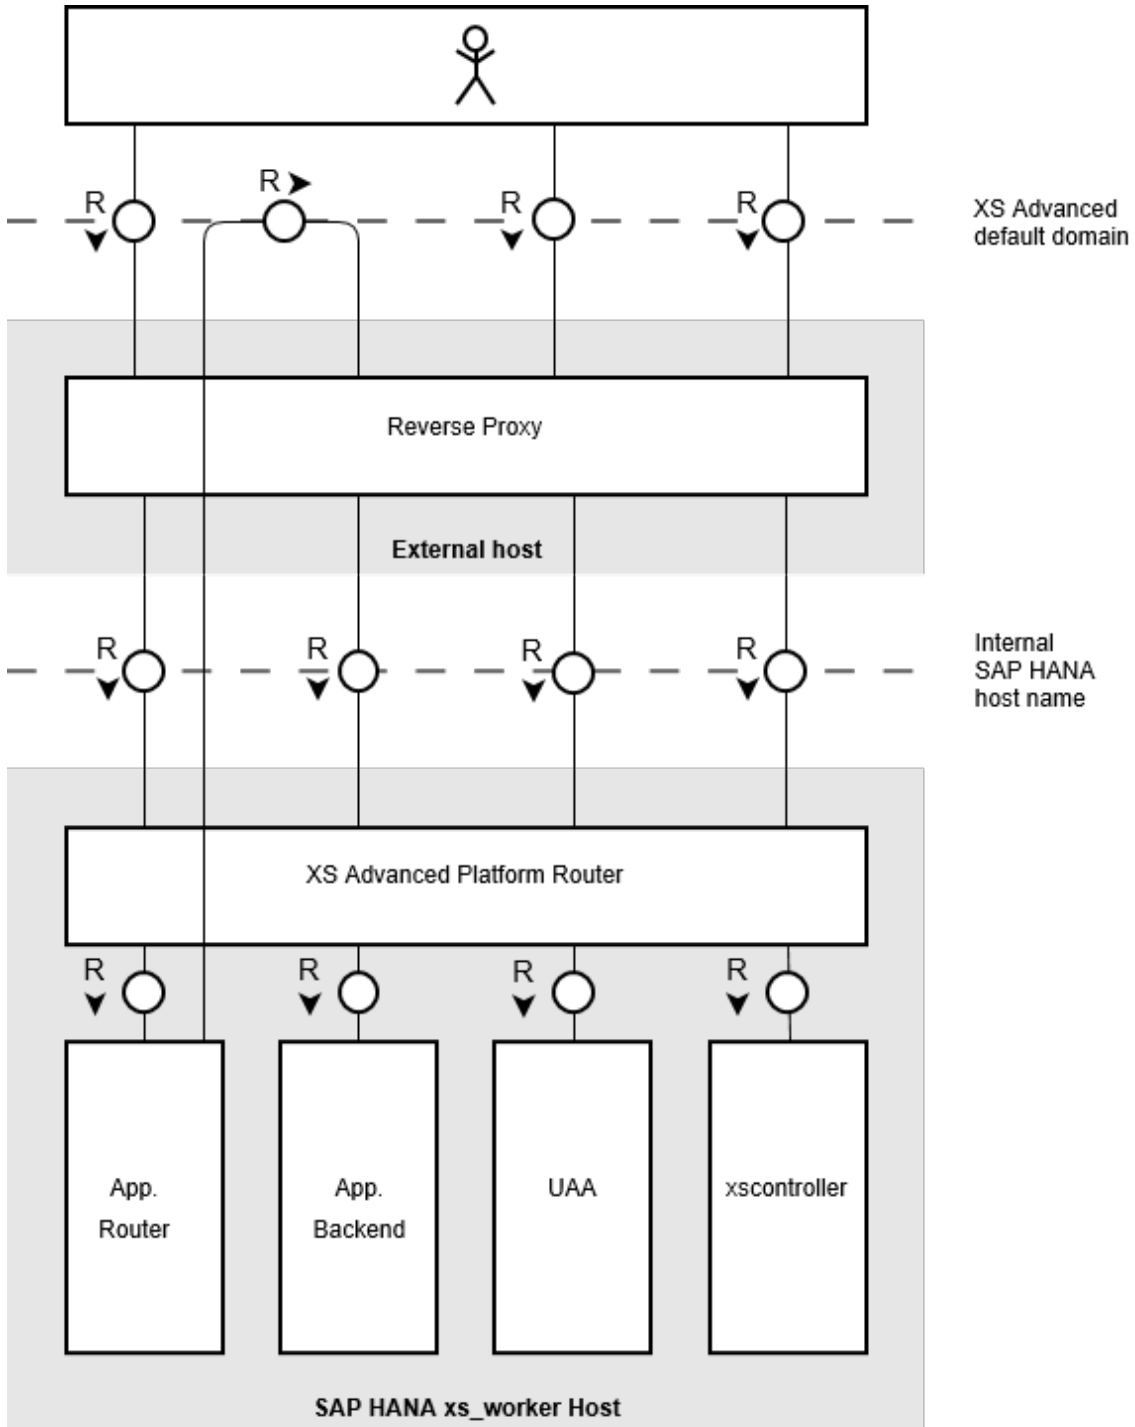 R
R
R
R
XS Advanced
default domain
Reverse Proxy
External host
R
R
R
R
Internal
SAP HANA
host name
XS Advanced Platform Router
R
R
R
R
App.
Router
App.
Backend
UAA
xscontroller
SAP HANA xs_worker Host